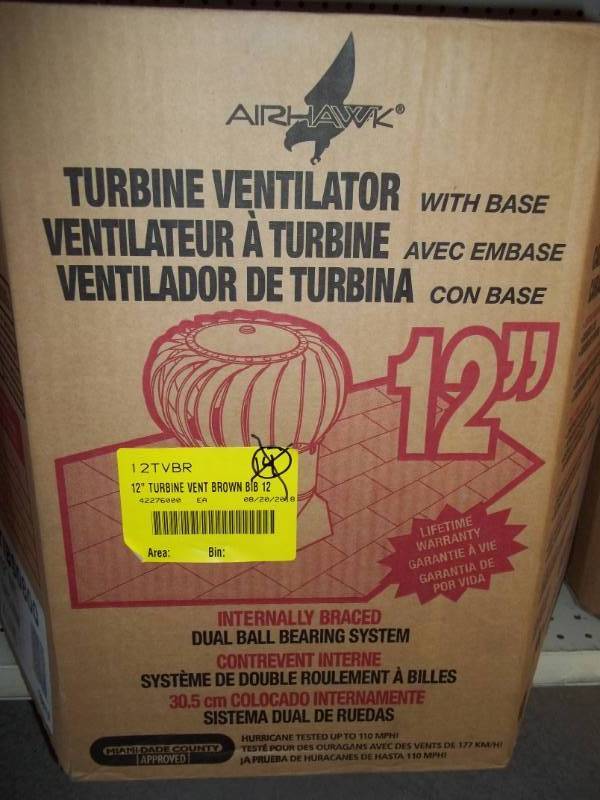 AIRHAWK®
TURBINE VENTILATOR WITH BASE
VENTILATEUR À TURBINE AVEC EMBASE
VENTILADOR DE TURBINA CON BASE
12"
12TVBR
12" TURBINE VENT BROWN BIB 12
42276000 EA 08/20/2018
Area: Bin:
LIFETIME
WARRANTY
GARANTIE À VIE
GARANTIA DE
POR VIDA
INTERNALLY BRACED
DUAL BALL BEARING SYSTEM
CONTREVENT INTERNE
SYSTÈME DE DOUBLE ROULEMENT À BILLES
30.5 cm COLOCADO INTERNAMENTE
SISTEMA DUAL DE RUEDAS
MIAMI-DADE COUNTY
APPROVED
HURRICANE TESTED UP TO 110 MPH!
TESTÉ POUR DES OURAGANS AVEC DES VENTS DE 177 KM/H!
¡A PRUEBA DE HURACANES DE HASTA 110 MPH!